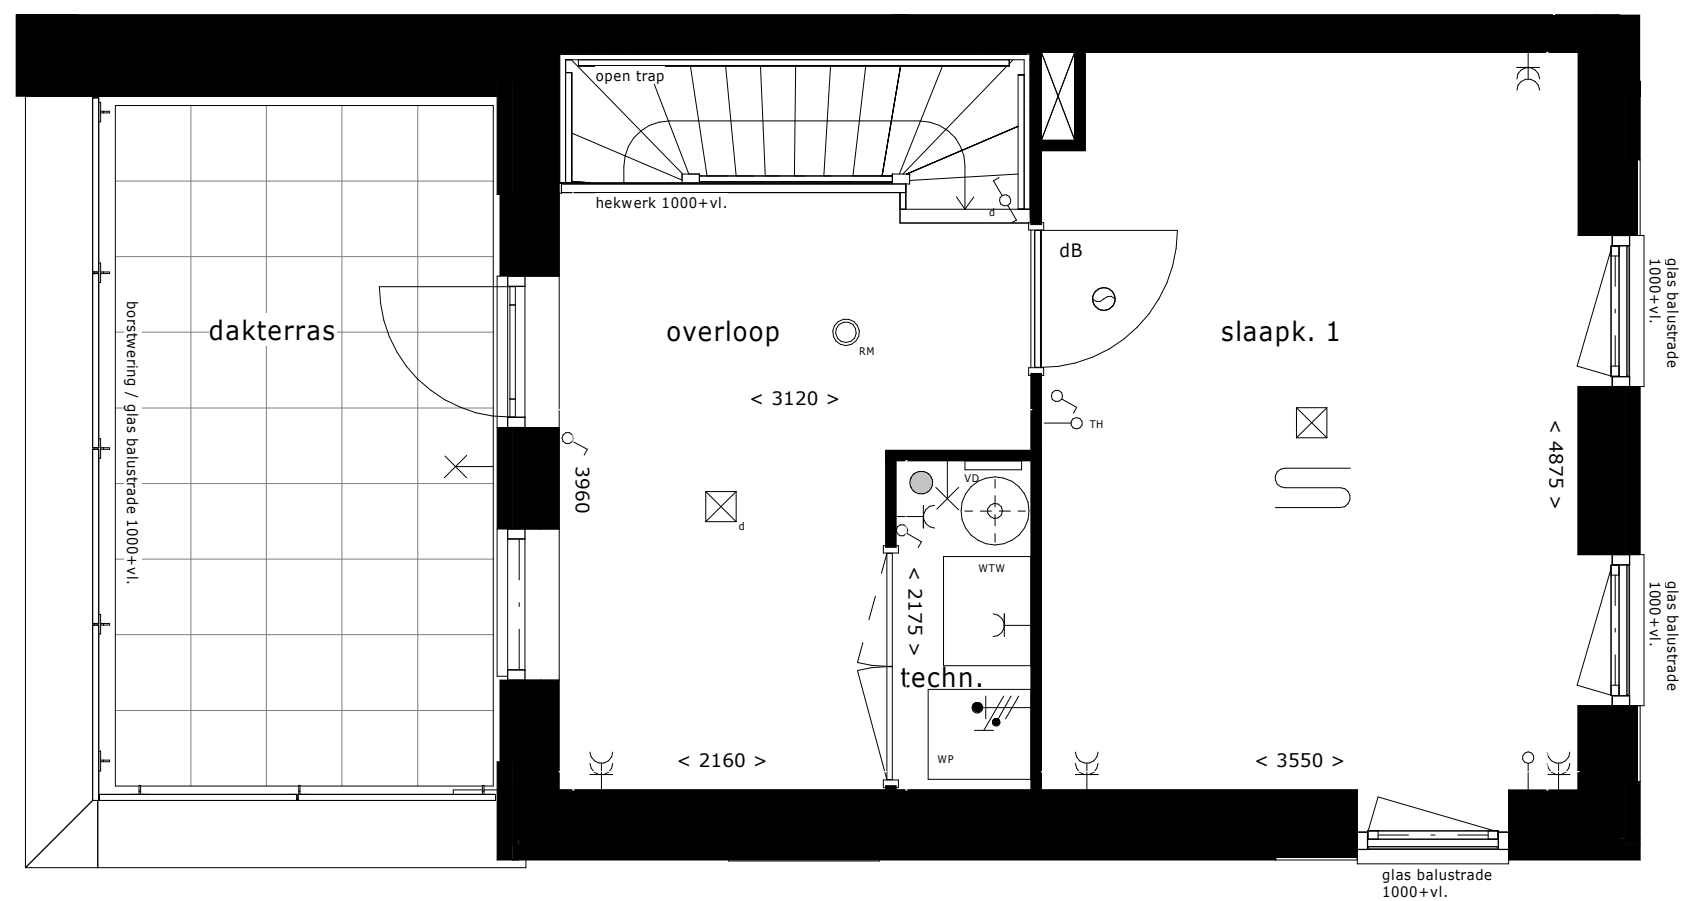 open trap
hekwerk 1000+vl.
d
dB
glas balustrade
1000+vl.
borstwering / glas balustrade 1000+vl.
dakterras
overloop
RM
slaapk. 1
< 3120 >
TH
< 4875 >
3960
VD
d
WTW
< 2175 >
glas balustrade
1000+vl.
techn.
WP
< 2160 >
< 3550 >
glas balustrade
1000+vl.